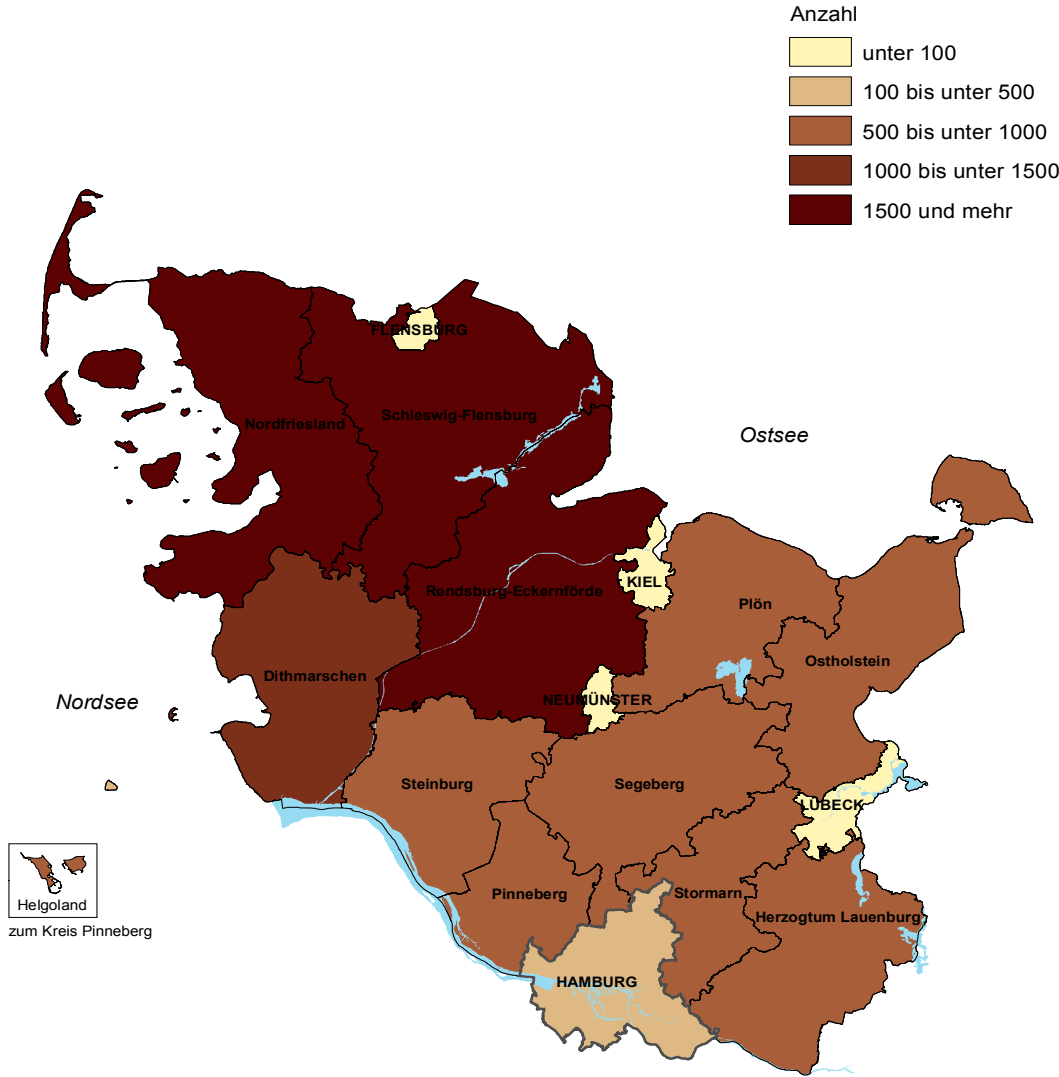 Anzahl
unter 100
100 bis unter 500
500 bis unter 1000
1000 bis unter 1500
1500 und mehr
FLENSBURG
Schleswig-Flensburg
Nordfriesland
Ostsee
KIEL
Rendsburg-Eckernförde
Plön
Ostholstein
Dithmarschen
Nordsee
NEUMÜNSTER
Steinburg
Segeberg
LÜBECK
Pinneberg
Stormarn
Helgoland
Herzogtum Lauenburg
zum Kreis Pinneberg
HAMBURG